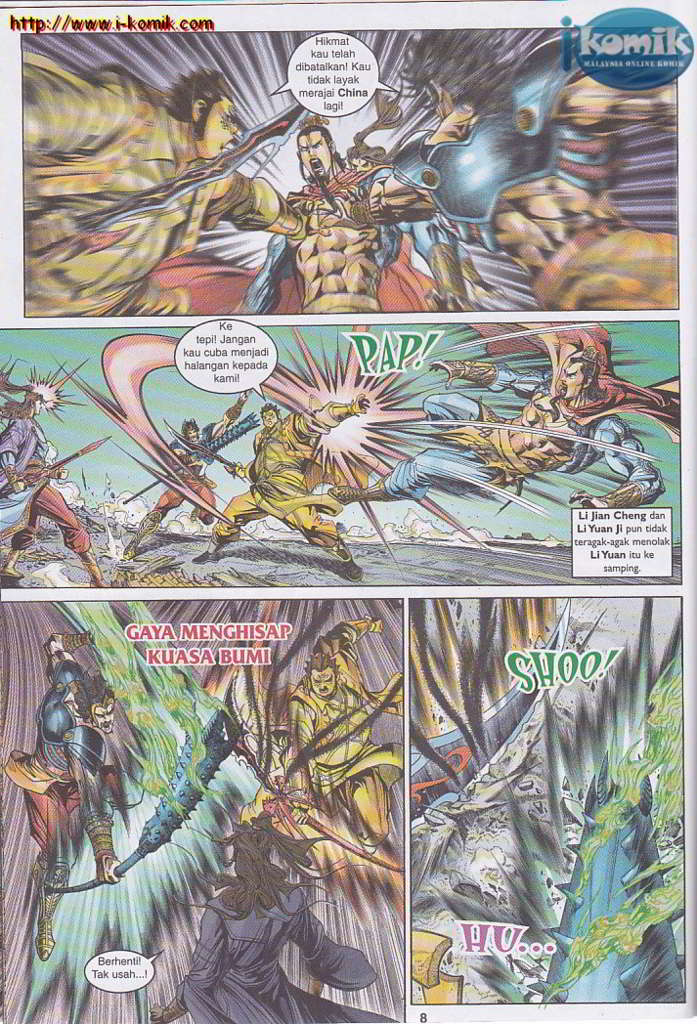 http://www.i-komik.com
ikomik
MALAYSIA ONLINE KOMIK
Hikmat
kau telah
dibatalkan! Kau
tidak layak
merajai China
lagi!
Ke
tepi! Jangan
kau cuba menjadi
halangan kepada
kami!
PAP!
Li Jian Cheng dan
Li Yuan Ji pun tidak
teragak-agak menolak
Li Yuan itu ke
samping.
GAYA MENGHISAP
KUASA BUMI
Berhenti!
Tak usah...!
SHOO!
HU...
8